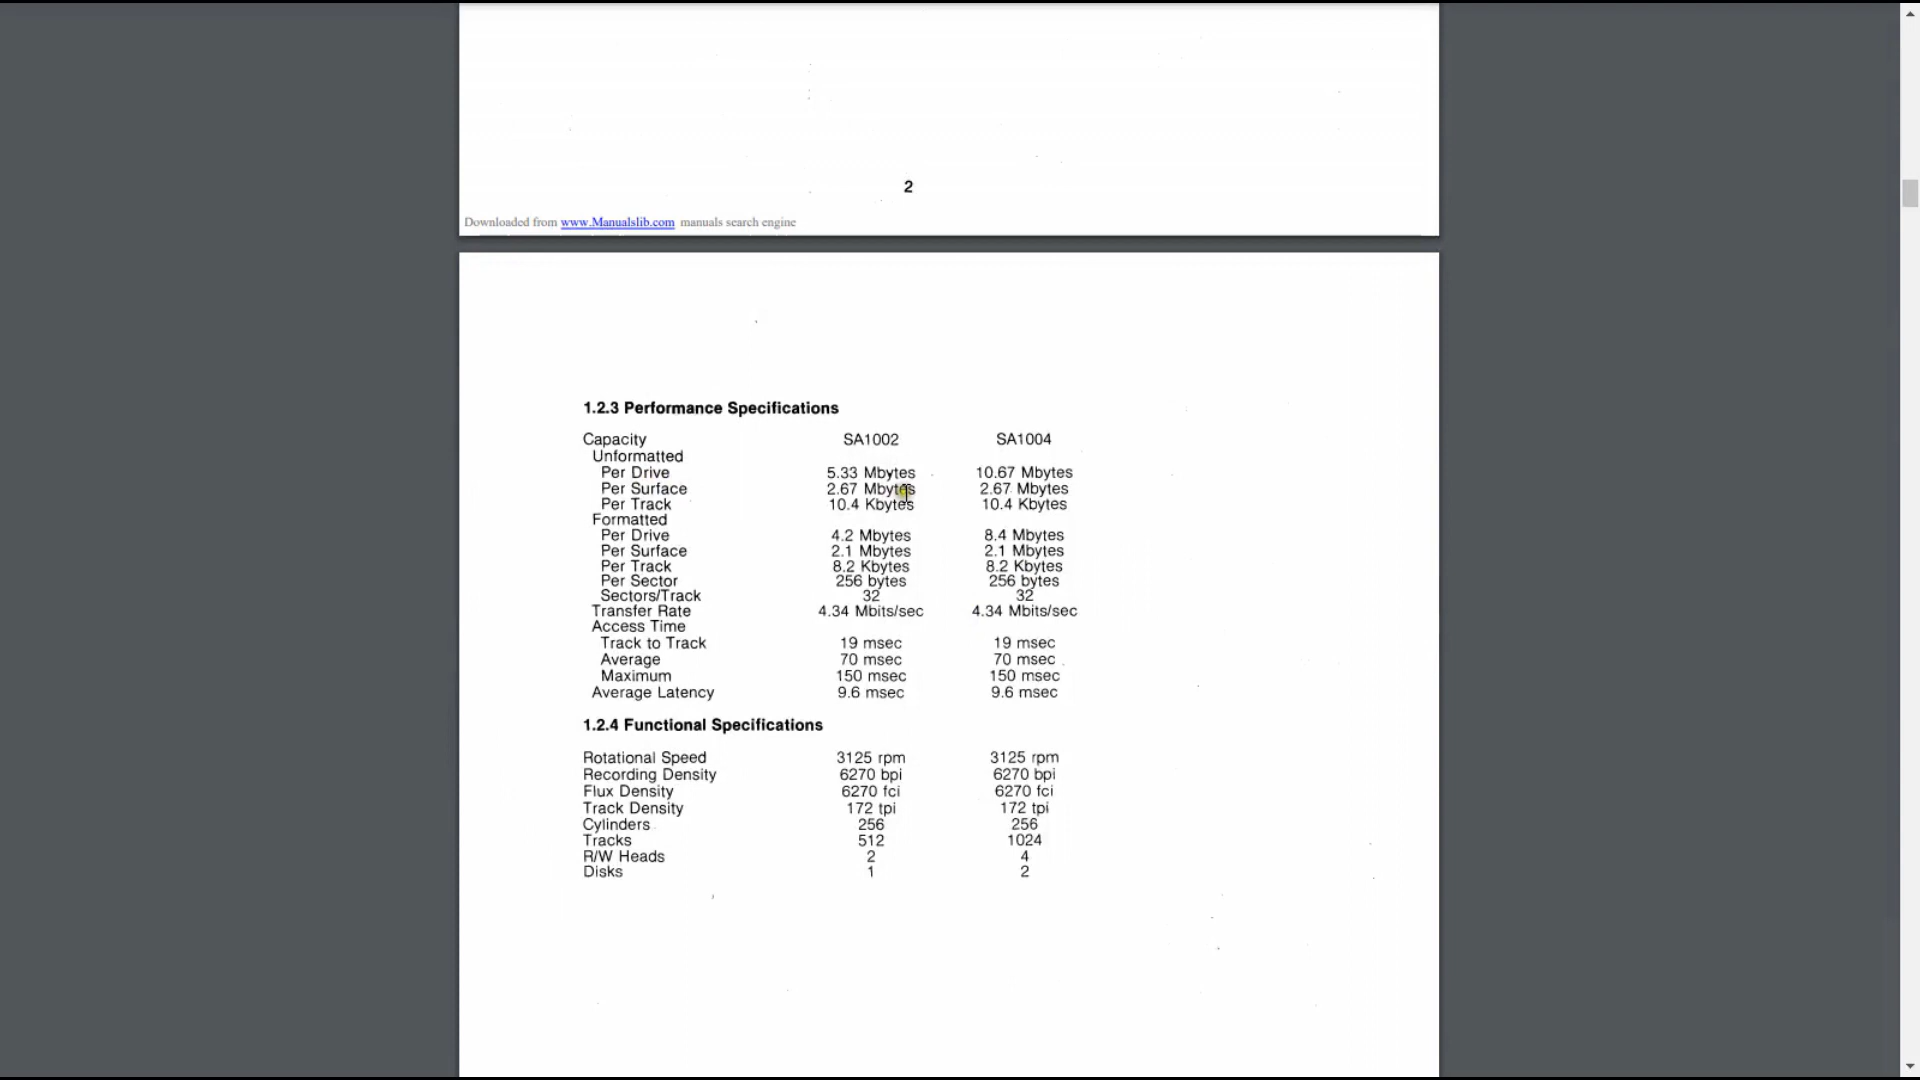 2
Downloaded from www.Manualslib.com manuals search engine
1.2.3 Performance Specifications
Capacity SA1002 SA1004
Unformatted
Per Drive 5.33 Mbytes 10.67 Mbytes
Per Surface 2.67 Mbytes 2.67 Mbytes
Per Track 10.4 Kbytes 10.4 Kbytes
Formatted
Per Drive 4.2 Mbytes 8.4 Mbytes
Per Surface 2.1 Mbytes 2.1 Mbytes
Per Track 8.2 Kbytes 8.2 Kbytes
Per Sector 256 bytes 256 bytes
Sectors/Track 32 32
Transfer Rate 4.34 Mbits/sec 4.34 Mbits/sec
Access Time
Track to Track 19 msec 19 msec
Average 70 msec 70 msec
Maximum 150 msec 150 msec
Average Latency 9.6 msec 9.6 msec
1.2.4 Functional Specifications
Rotational Speed 3125 rpm 3125 rpm
Recording Density 6270 bpi 6270 bpi
Flux Density 6270 fci 6270 fci
Track Density 172 tpi 172 tpi
Cylinders 256 256
Tracks 512 1024
R/W Heads 2 4
Disks 1 2